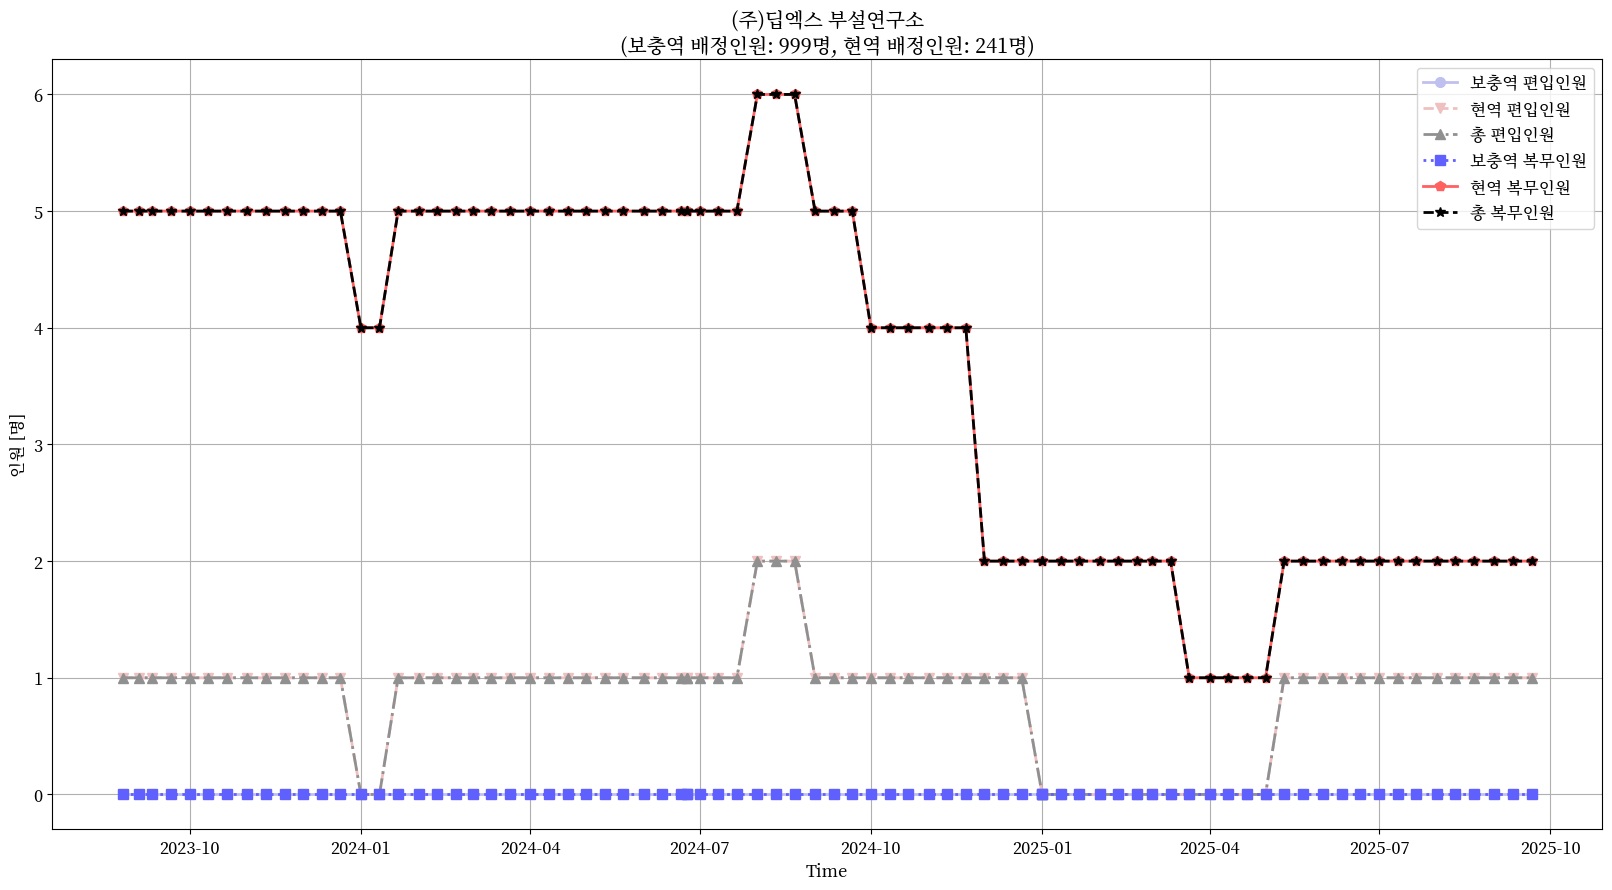 (주)딥엑스 부설연구소
(보충역 배정인원: 999명, 현역 배정인원: 241명)
보충역 편입인원
현역 편입인원
총 편입인원
보충역 복무인원
현역 복무인원
총 복무인원
인원 [명]
6
5
4
3
2
1
0
2023-10
2024-01
2024-04
2024-07
2024-10
2025-01
2025-04
2025-07
2025-10
Time